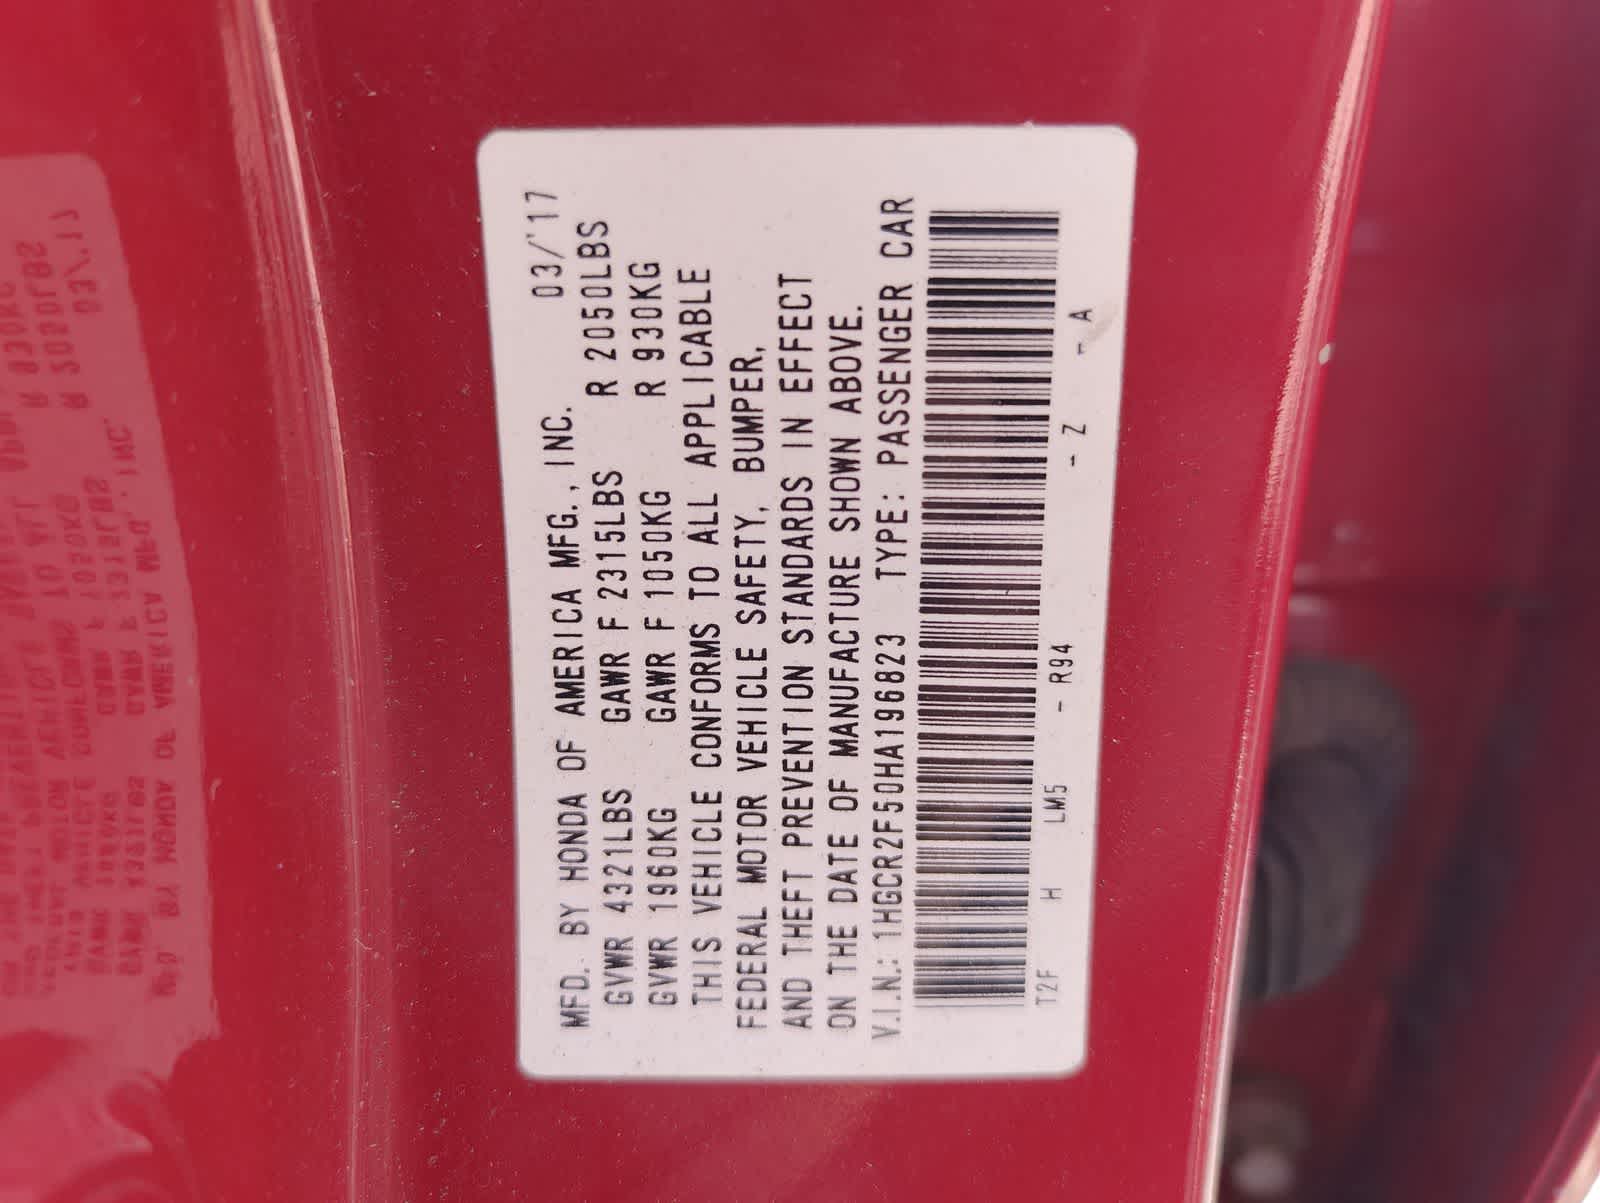 MFD. BY HONDA OF AMERICA MFG., INC. 03/'17
GVWR 4321LBS GAWR F 2315LBS R 2050LBS
GVWR 1960KG GAWR F 1050KG R 930KG
THIS VEHICLE CONFORMS TO ALL APPLICABLE
FEDERAL MOTOR VEHICLE SAFETY, BUMPER,
AND THEFT PREVENTION STANDARDS IN EFFECT
ON THE DATE OF MANUFACTURE SHOWN ABOVE.
V.I.N.: 1HGCR2F50HA196823 TYPE: PASSENGER CAR
T2F H LM5 - R94 - Z - A